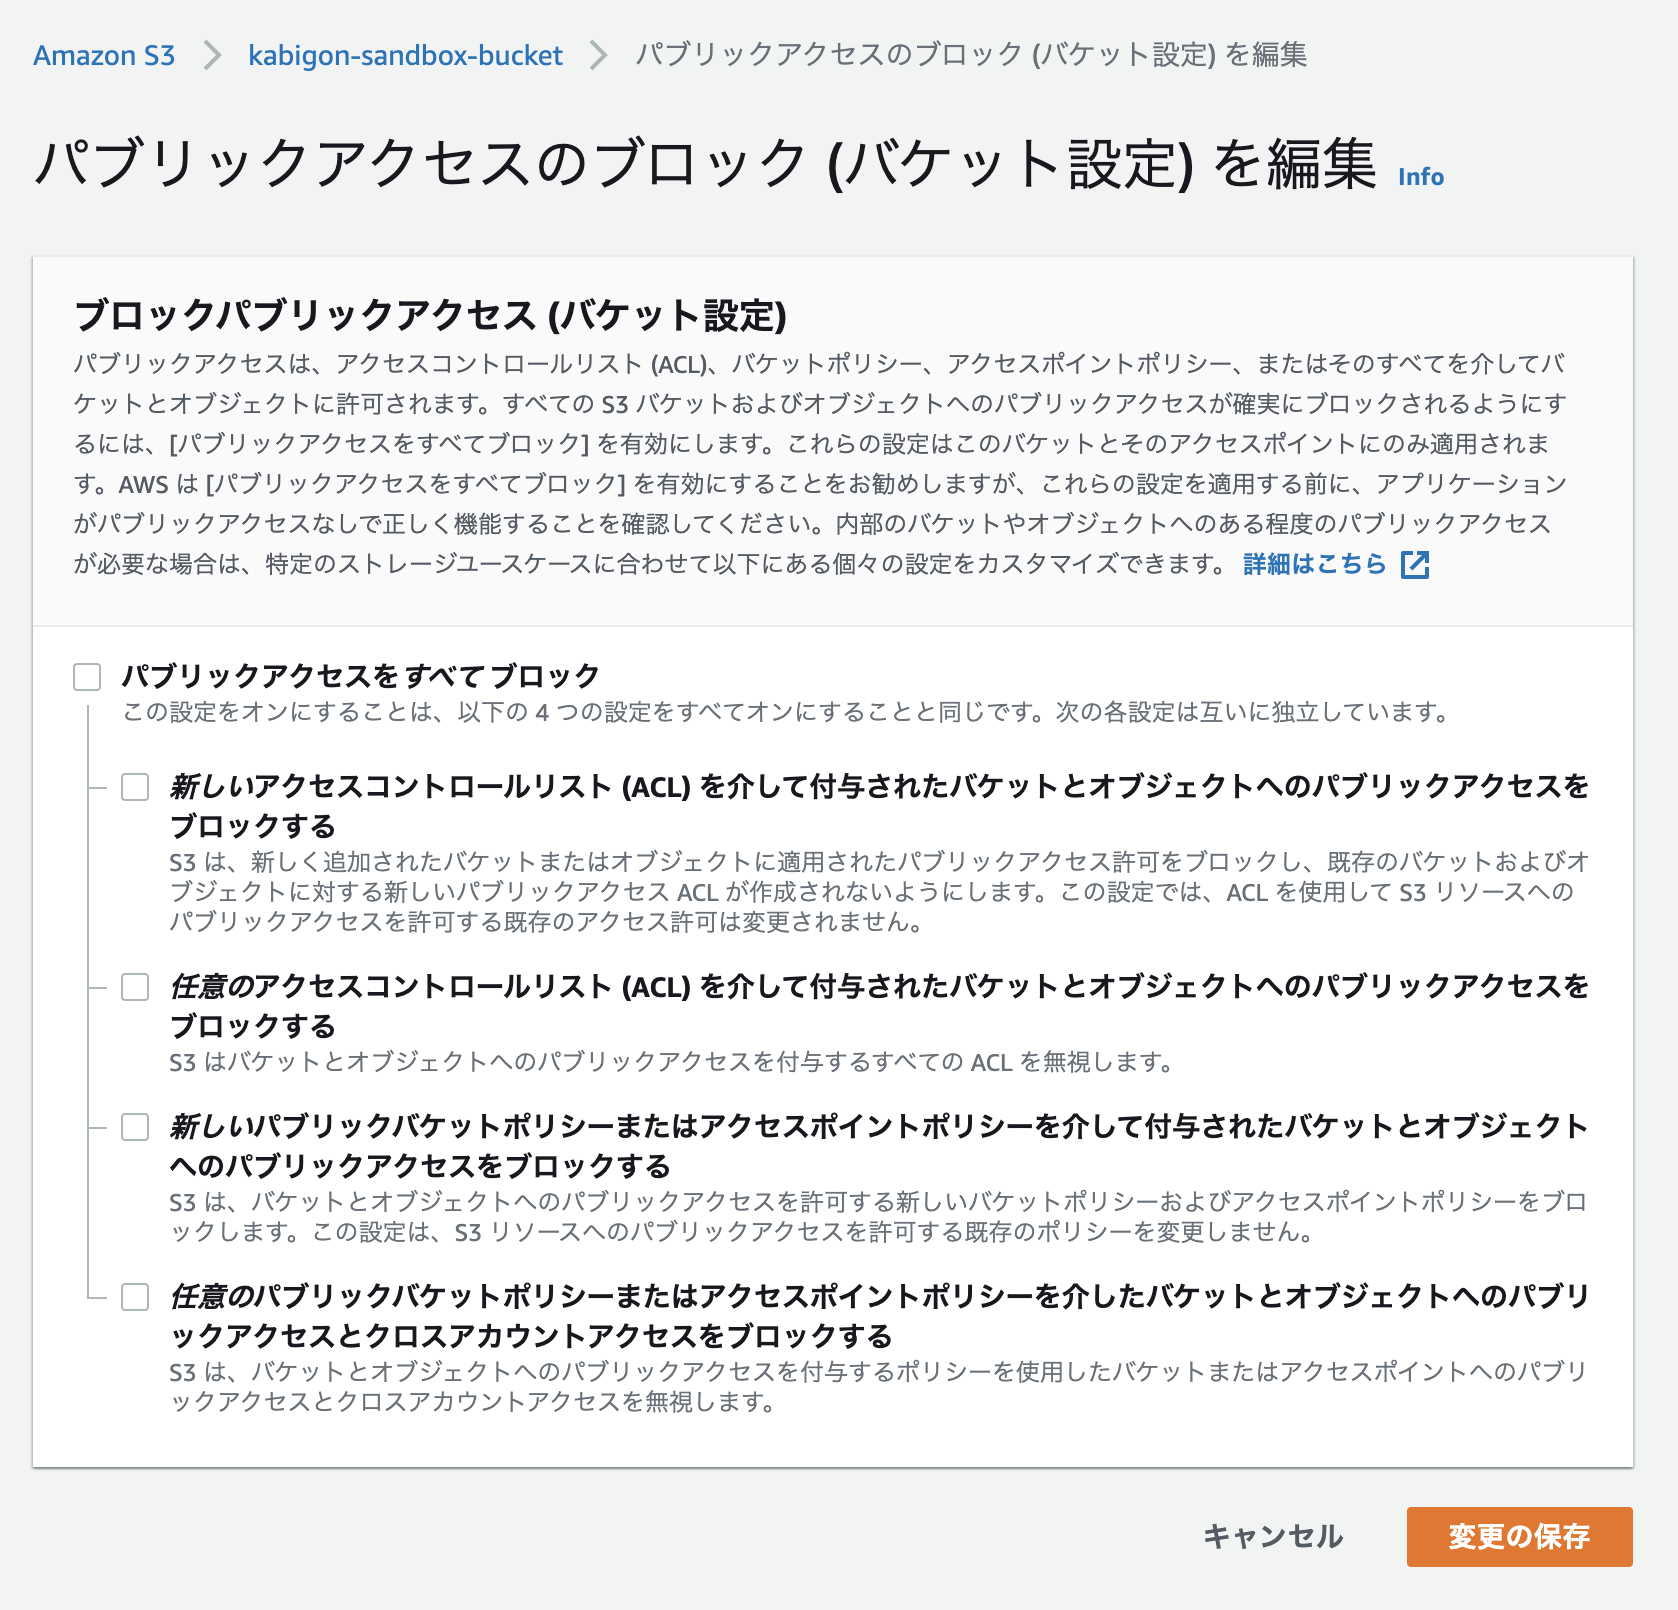 Amazon S3 > kabigon-sandbox-bucket > パブリックアクセスのブロック (バケット設定) を編集
パブリックアクセスのブロック (バケット設定) を編集 Info
ブロックパブリックアクセス (バケット設定)
パブリックアクセスは、アクセスコントロールリスト (ACL)、バケットポリシー、アクセスポイントポリシー、またはそのすべてを介してバ
ケットとオブジェクトに許可されます。すべての S3 バケットおよびオブジェクトへのパブリックアクセスが確実にブロックされるようにす
るには、[パブリックアクセスをすべてブロック] を有効にします。これらの設定はこのバケットとそのアクセスポイントにのみ適用されま
す。AWS は [パブリックアクセスをすべてブロック] を有効にすることをお勧めしますが、これらの設定を適用する前に、アプリケーション
がパブリックアクセスなしで正しく機能することを確認してください。内部のバケットやオブジェクトへのある程度のパブリックアクセス
が必要な場合は、特定のストレージユースケースに合わせて以下にある個々の設定をカスタマイズできます。 詳細はこちら
パブリックアクセスをすべてブロック
この設定をオンにすることは、以下の 4 つの設定をすべてオンにすることと同じです。次の各設定は互いに独立しています。
新しいアクセスコントロールリスト (ACL) を介して付与されたバケットとオブジェクトへのパブリックアクセスを
ブロックする
S3 は、新しく追加されたバケットまたはオブジェクトに適用されたパブリックアクセス許可をブロックし、既存のバケットおよびオ
ブジェクトに対する新しいパブリックアクセス ACL が作成されないようにします。この設定では、ACL を使用して S3 リソースへの
パブリックアクセスを許可する既存のアクセス許可は変更されません。
任意のアクセスコントロールリスト (ACL) を介して付与されたバケットとオブジェクトへのパブリックアクセスを
ブロックする
S3 はバケットとオブジェクトへのパブリックアクセスを付与するすべての ACL を無視します。
新しいパブリックバケットポリシーまたはアクセスポイントポリシーを介して付与されたバケットとオブジェクト
へのパブリックアクセスをブロックする
S3 は、バケットとオブジェクトへのパブリックアクセスを許可する新しいバケットポリシーおよびアクセスポイントポリシーをブロ
ックします。この設定は、S3 リソースへのパブリックアクセスを許可する既存のポリシーを変更しません。
任意のパブリックバケットポリシーまたはアクセスポイントポリシーを介したバケットとオブジェクトへのパブリ
ックアクセスとクロスアカウントアクセスをブロックする
S3 は、バケットとオブジェクトへのパブリックアクセスを付与するポリシーを使用したバケットまたはアクセスポイントへのパブリ
ックアクセスとクロスアカウントアクセスを無視します。
キャンセル 変更の保存